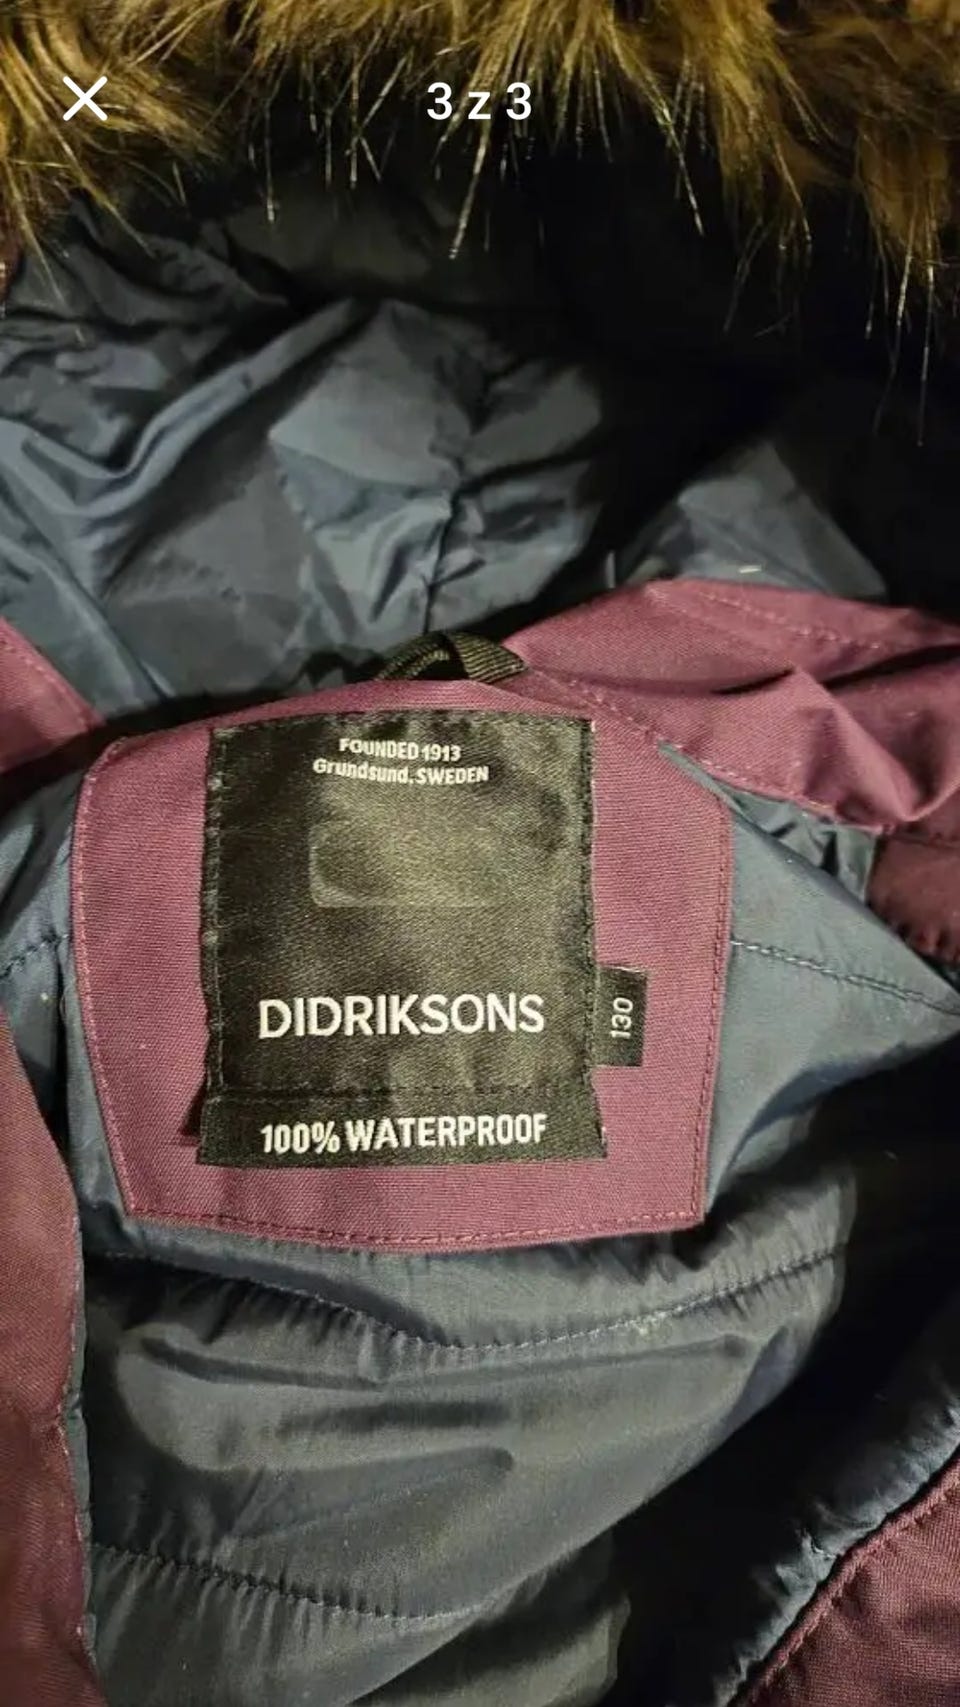 3 z 3
FOUNDED 1913
Grundsund. SWEDEN
DIDRIKSONS
130
100% WATERPROOF